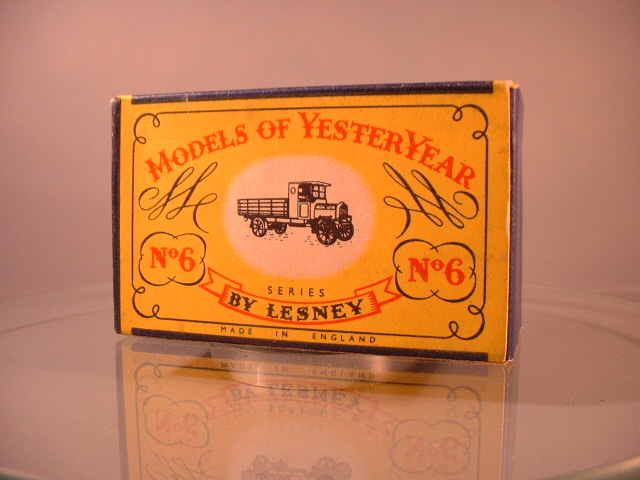 MODELS OF YESTERYEAR
Nº6
Nº6
SERIES
BY LESNEY
MADE IN ENGLAND